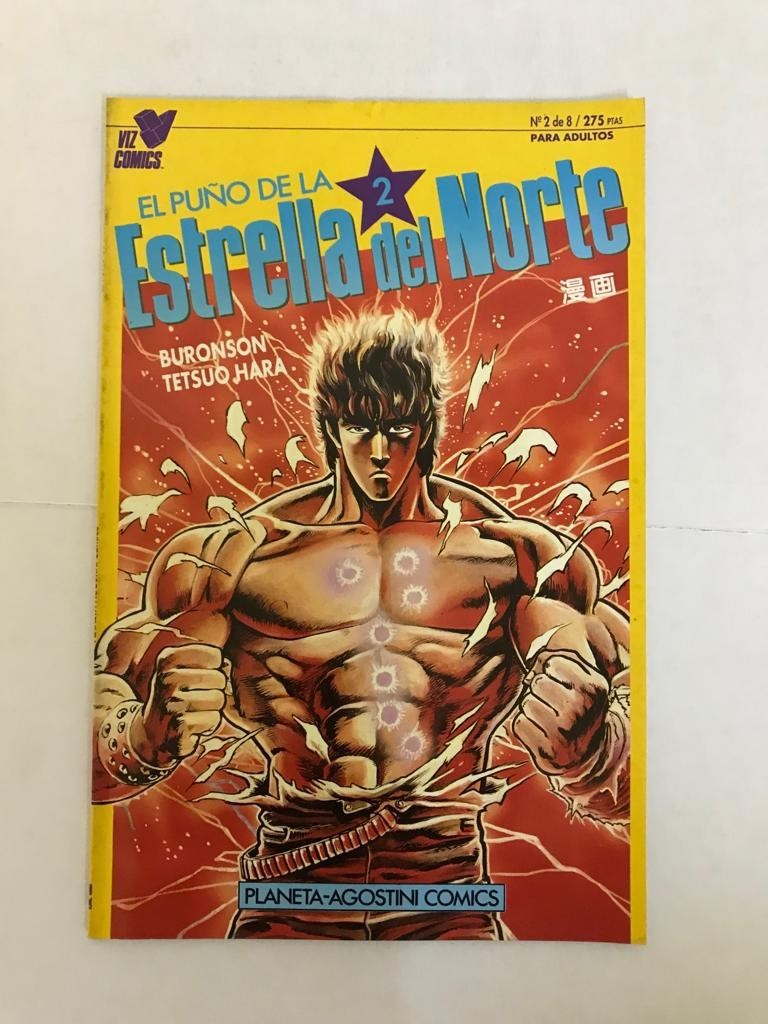 VIZ
COMICS™
Nº 2 de 8 / 275 PTAS
PARA ADULTOS
EL PUÑO DE LA
2
Estrella del Norte
漫画
BURONSON
TETSUO HARA
PLANETA-AGOSTINI COMICS